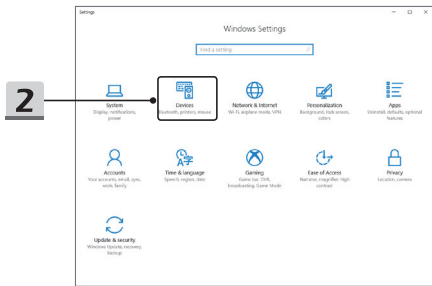 Settings
Windows Settings
Find a setting
2
System
Display, notifications,
power
Devices
Bluetooth, printers, mouse
Network & Internet
Wi-Fi, airplane mode, VPN
Personalization
Background, lock screen,
colors
Apps
Uninstall, defaults, optional
features
Accounts
Your accounts, email, sync,
work, family
Time & language
Speech, region, date
Gaming
Game bar, DVR,
broadcasting, Game Mode
Ease of Access
Narrator, magnifier, high
contrast
Privacy
Location, camera
Update & security
Windows Update, recovery,
backup